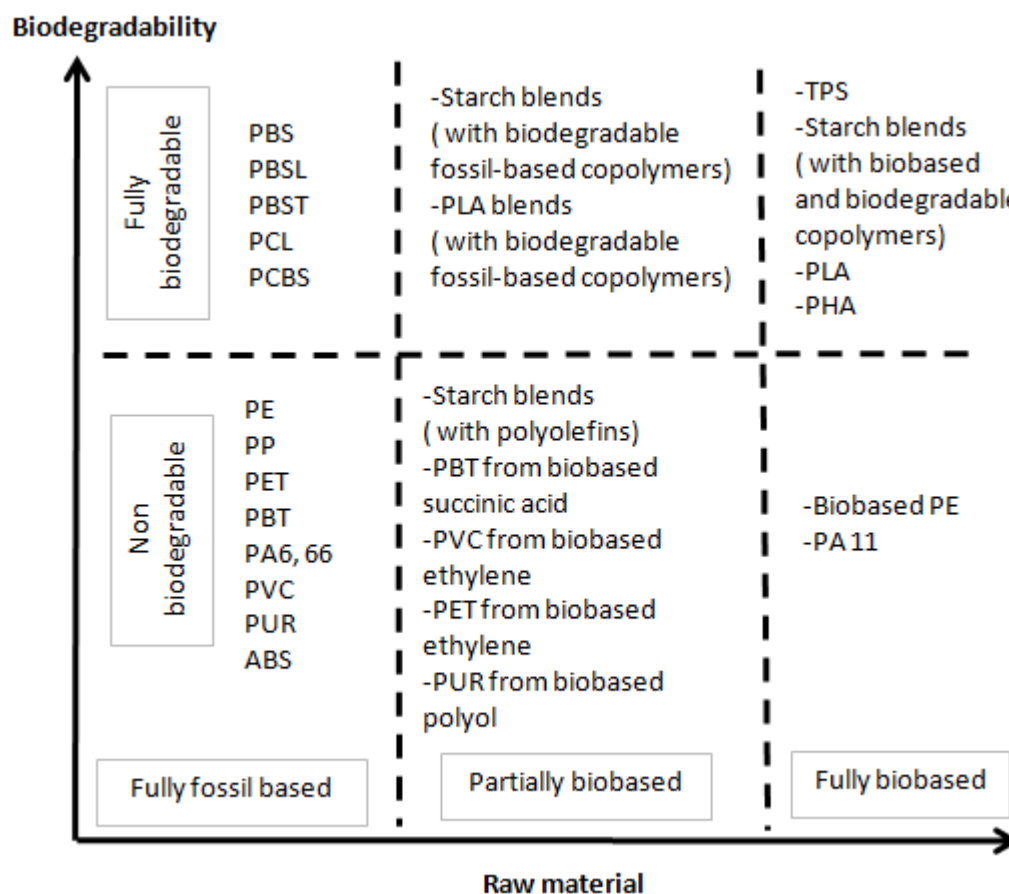 Biodegradability
Fully
biodegradable
PBS
PBSL
PBST
PCL
PCBS
-Starch blends
( with biodegradable
fossil-based copolymers)
-PLA blends
( with biodegradable
fossil-based copolymers)
-TPS
-Starch blends
( with biobased
and biodegradable
copolymers)
-PLA
-PHA
Non
biodegradable
PE
PP
PET
PBT
PA6, 66
PVC
PUR
ABS
-Starch blends
( with polyolefins)
-PBT from biobased
succinic acid
-PVC from biobased
ethylene
-PET from biobased
ethylene
-PUR from biobased
polyol
-Biobased PE
-PA 11
Fully fossil based
Partially biobased
Fully biobased
Raw material